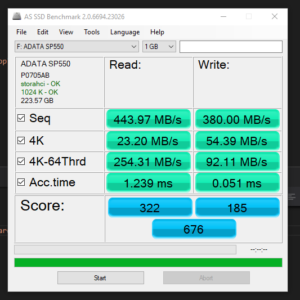 AS SSD Benchmark 2.0.6694.23026
File Edit View Tools Language Help
F: ADATA SP550 1 GB
ADATA SP550 Read: Write:
P0705AB
storahci - OK
1024 K - OK
223.57 GB
Seq 443.97 MB/s 380.00 MB/s
4K 23.20 MB/s 54.39 MB/s
4K-64Thrd 254.31 MB/s 92.11 MB/s
Acc.time 1.239 ms 0.051 ms
Score: 322 185
676
-:--:--
Start Abort